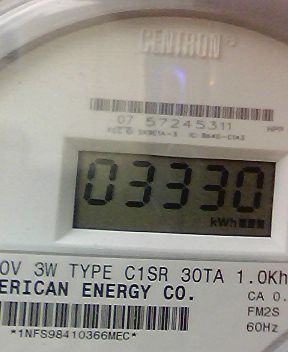 CENTRON
07 57245311
03330
kWh
0V 3W TYPE C1SR 30TA 1.0Kh
ERICAN ENERGY CO.
CA 0.
FM2S
60Hz
*1NFS98410366MEC*